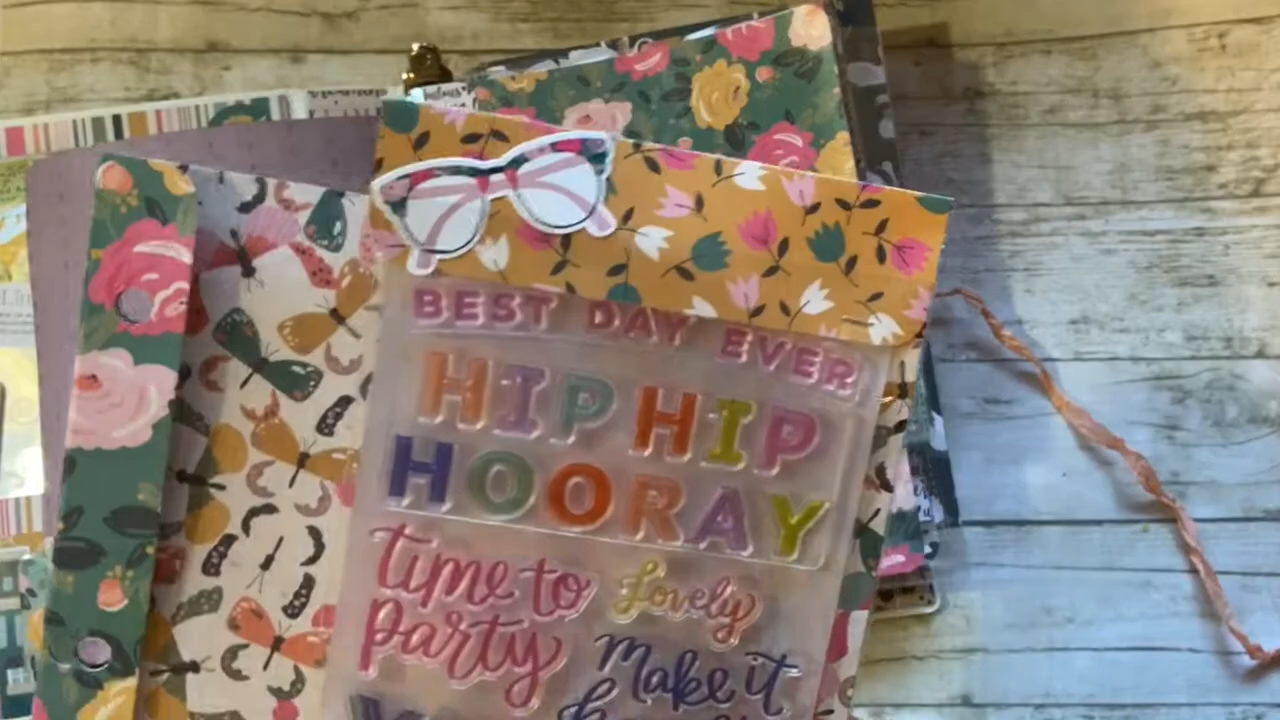 BEST DAY EVER
HIP HIP
HOORAY
time to
party
Lovely
Make it